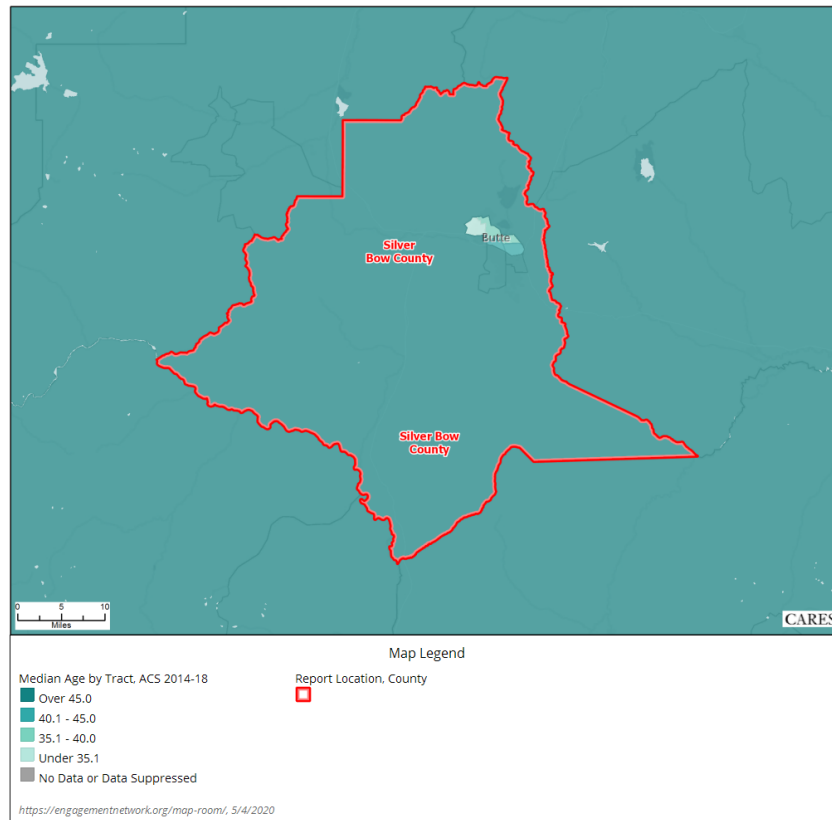 Butte
Silver
Bow County
Silver Bow
County
0 5 10
Miles
CARES
Map Legend
Median Age by Tract, ACS 2014-18
Over 45.0
40.1 - 45.0
35.1 - 40.0
Under 35.1
No Data or Data Suppressed
Report Location, County
https://engagementnetwork.org/map-room/, 5/4/2020